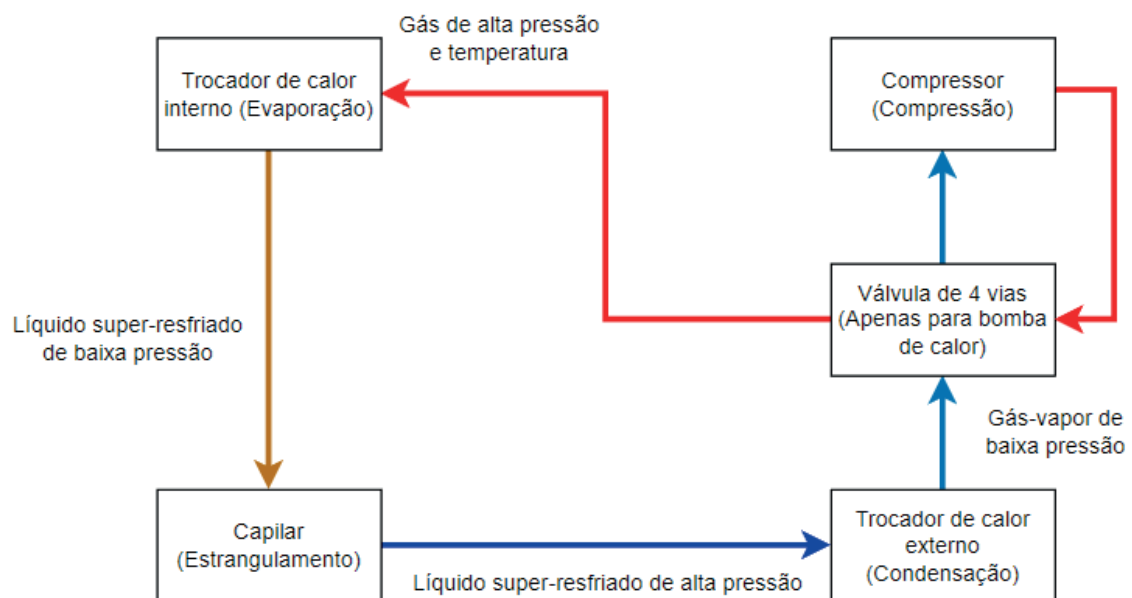 Gás de alta pressão
e temperatura
Trocador de calor
interno (Evaporação)
Compressor
(Compressão)
Válvula de 4 vias
(Apenas para bomba
de calor)
Líquido super-resfriado
de baixa pressão
Gás-vapor de
baixa pressão
Capilar
(Estrangulamento)
Líquido super-resfriado de alta pressão
Trocador de calor
externo
(Condensação)